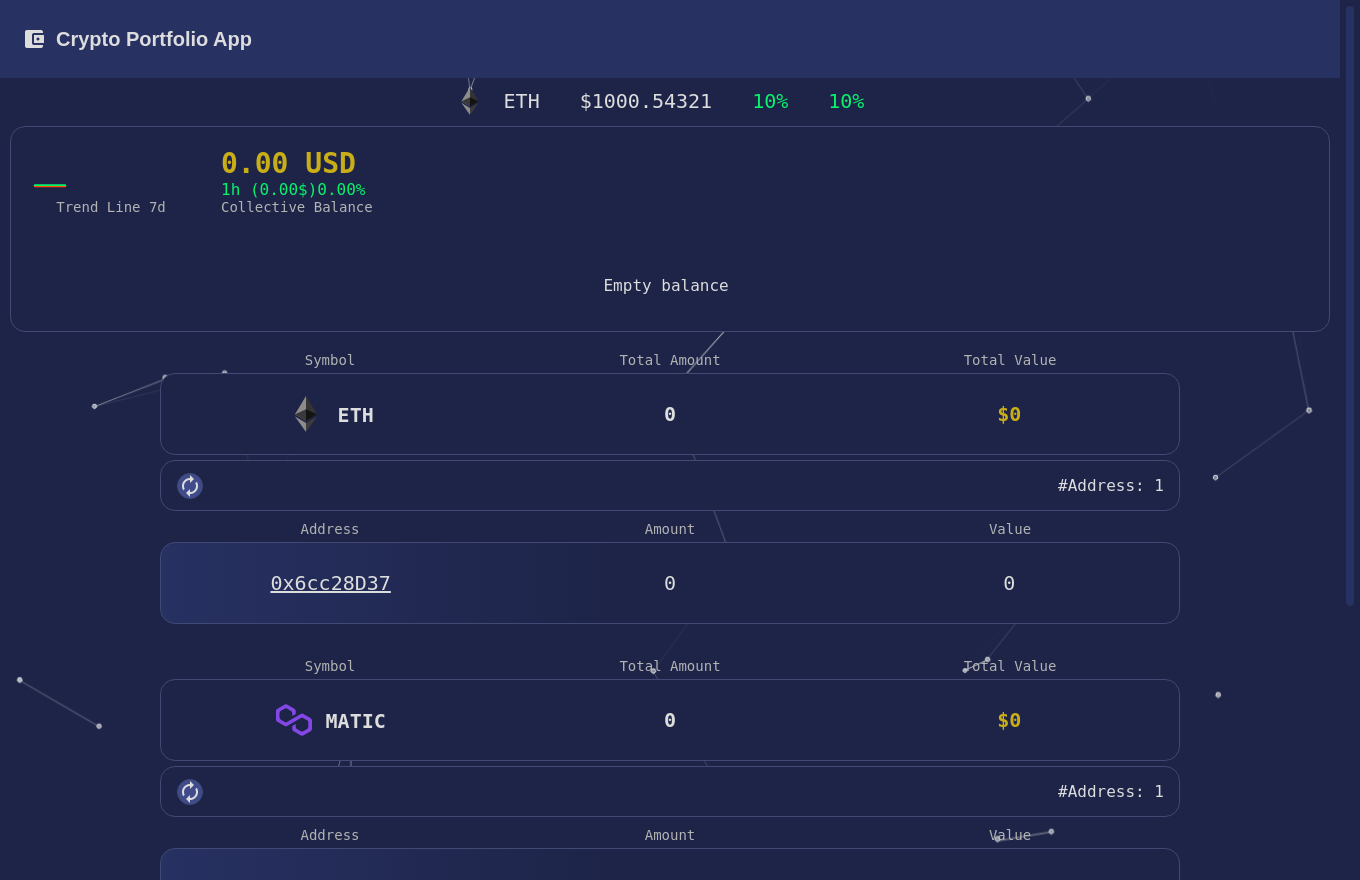 Crypto Portfolio App
ETH $1000.54321 10% 10%
0.00 USD
1h (0.00$)0.00%
Trend Line 7d Collective Balance
Empty balance
Symbol Total Amount Total Value
ETH 0 $0
#Address: 1
Address Amount Value
0x6cc28D37 0 0
Symbol Total Amount Total Value
MATIC 0 $0
#Address: 1
Address Amount Value